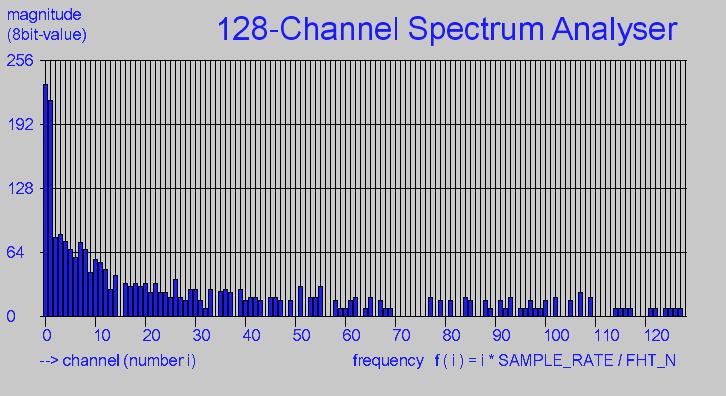 magnitude
(8bit-value)
128-Channel Spectrum Analyser
256
192
128
64
0
0 10 20 30 40 50 60 70 80 90 100 110 120
--> channel (number i) frequency f ( i ) = i * SAMPLE_RATE / FHT_N